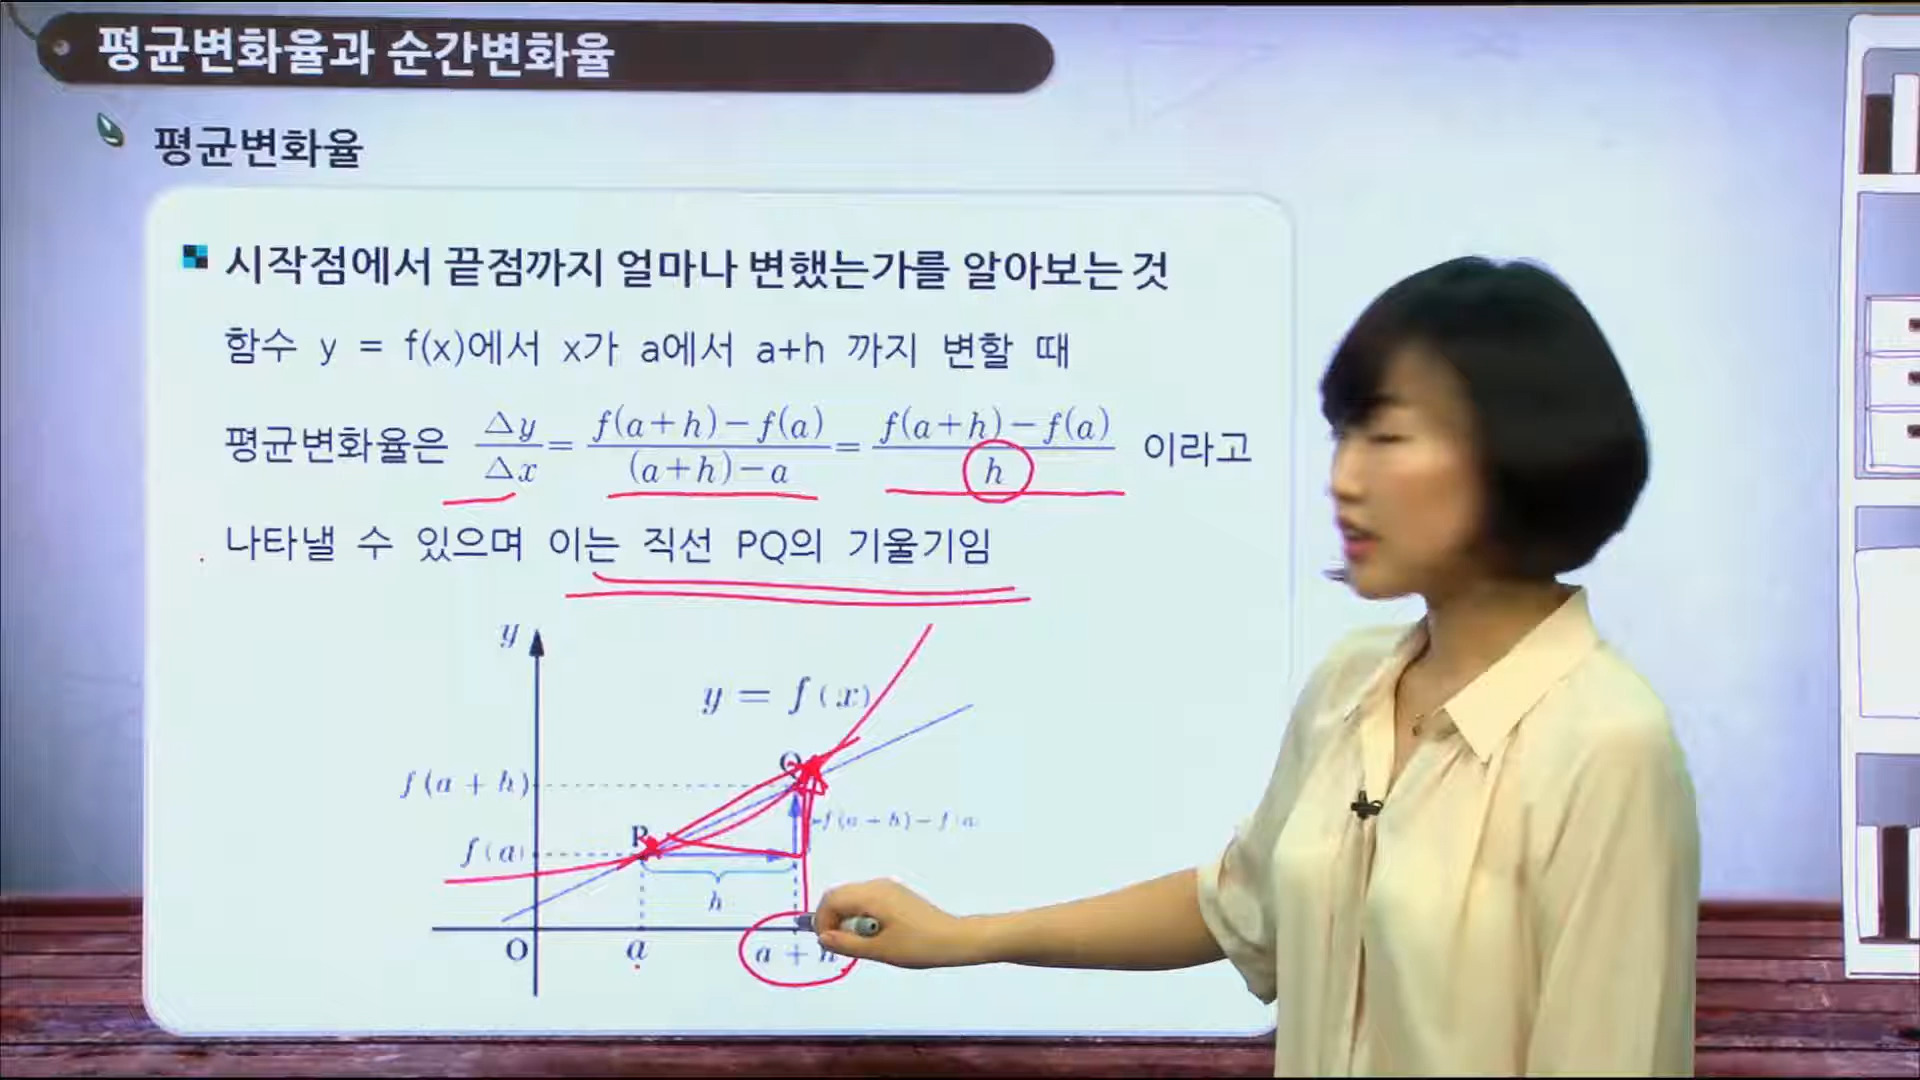 평균변화율과 순간변화율
평균변화율
시작점에서 끝점까지 얼마나 변했는가를 알아보는 것
함수 y = f(x)에서 x가 a에서 a+h 까지 변할 때
평균변화율은 Δy/Δx = f(a+h)−f(a)/(a+h)−a = f(a+h)−f(a)/h 이라고
나타낼 수 있으며 이는 직선 PQ의 기울기임
y
y = f(x)
Q
f(a + h)
f(a + h) − f(a
P
f(a)
h
O
a
a + h